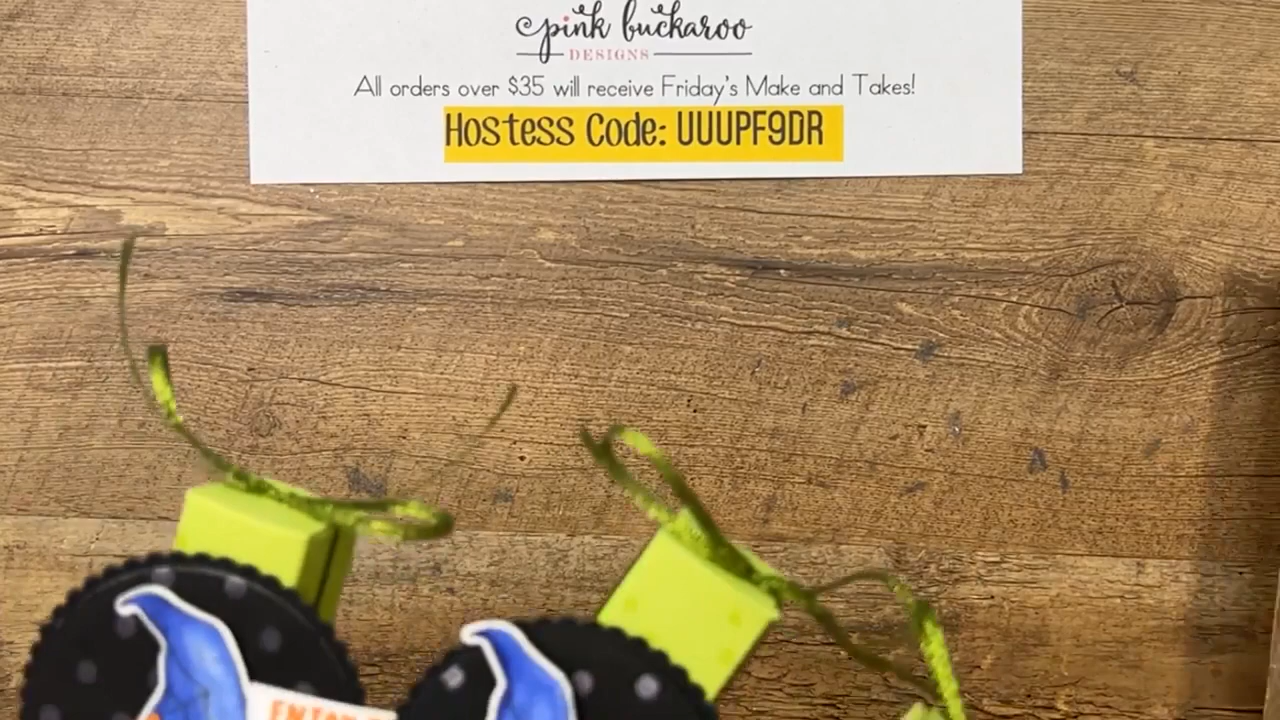 pink buckaroo
DESIGNS
All orders over $35 will receive Friday's Make and Takes!
Hostess Code: UUUPF9DR